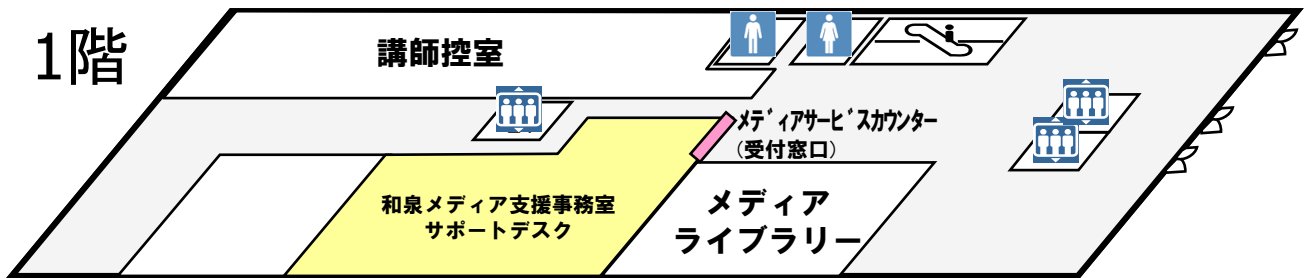 1階
講師控室
メディアサービスカウンター
(受付窓口)
和泉メディア支援事務室
サポートデスク
メディア
ライブラリー